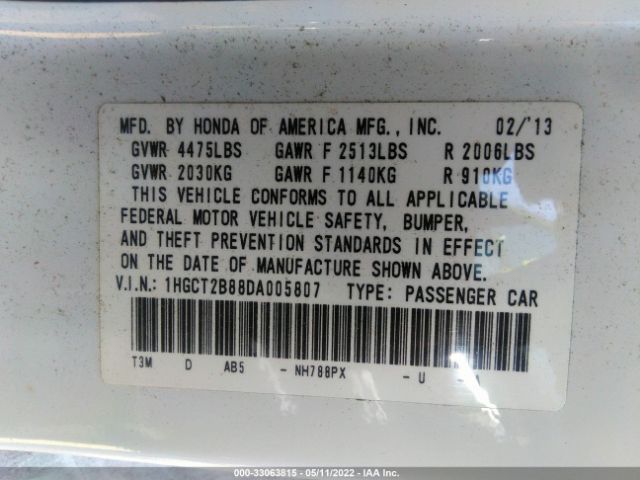 MFD. BY HONDA OF AMERICA MFG., INC. 02/'13
GVWR 4475LBS GAWR F 2513LBS R 2006LBS
GVWR 2030KG GAWR F 1140KG R 910KG
THIS VEHICLE CONFORMS TO ALL APPLICABLE
FEDERAL MOTOR VEHICLE SAFETY, BUMPER,
AND THEFT PREVENTION STANDARDS IN EFFECT
ON THE DATE OF MANUFACTURE SHOWN ABOVE.
V.I.N.: 1HGCT2B88DA005807 TYPE: PASSENGER CAR
T3M D AB5 - NH788PX - U -
000-33063815 - 05/11/2022 - IAA Inc.